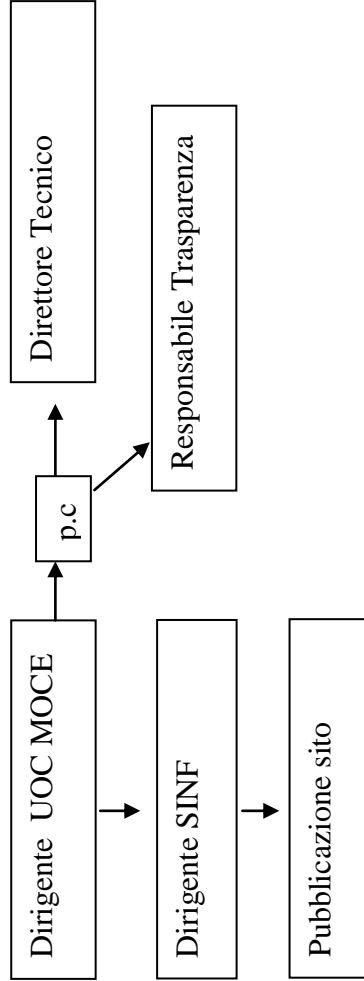 Dirigente UOC MOCE
p.c
Direttore Tecnico
Dirigente SINF
Responsabile Trasparenza
Pubblicazione sito